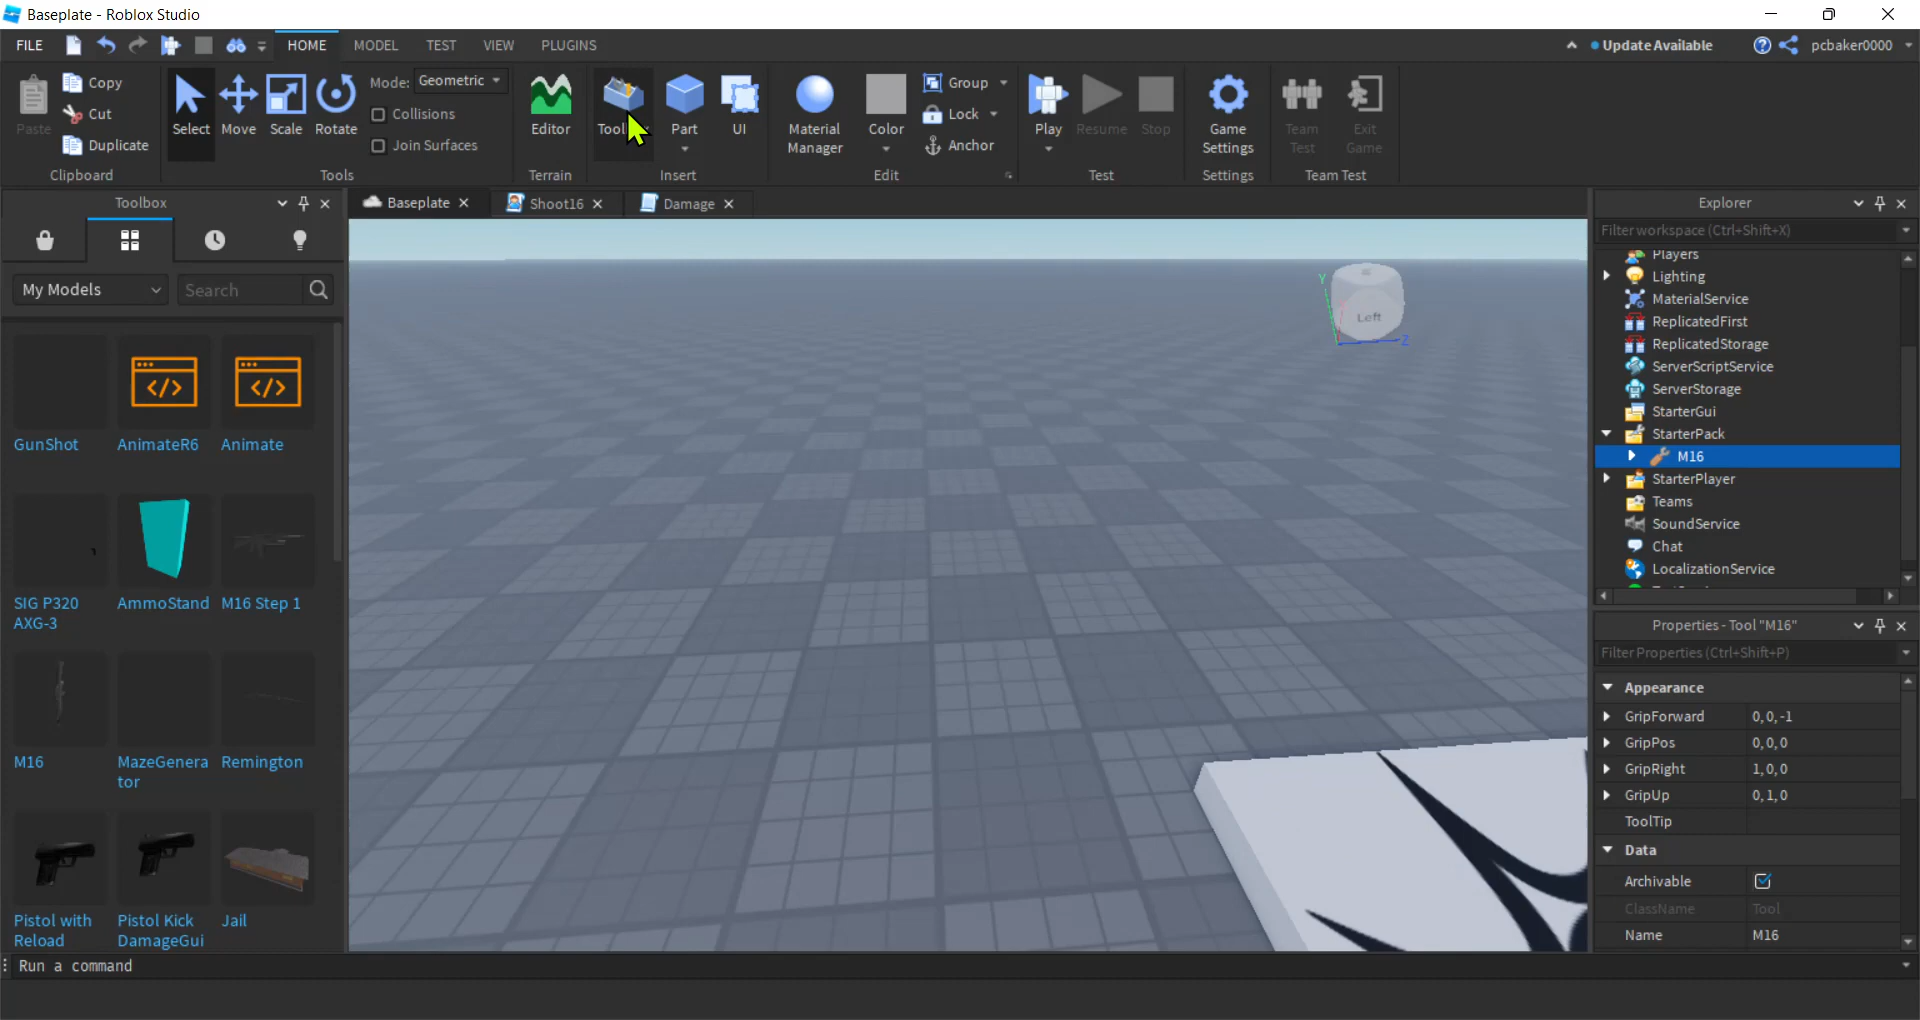 Baseplate - Roblox Studio
FILE HOME MODEL TEST VIEW PLUGINS Update Available pcbaker0000
Paste Copy Cut Duplicate
Clipboard
Select Move Scale Rotate
Mode: Geometric
Collisions
Join Surfaces
Tools
Editor
Terrain
Part UI
Insert
Material Manager
Color
Group
Lock
Anchor
Edit
Play Resume Stop
Test
Game Settings
Settings
Team Test
Exit Game
Team Test
Toolbox
My Models Search
GunShot AnimateR6 Animate
SIG P320 AmmoStand M16 Step 1
AXG-3
M16 MazeGenera Remington
tor
Pistol with Pistol Kick Jail
Reload DamageGui
Baseplate Shoot16 Damage
Left
Y
Z
Explorer
Filter workspace (Ctrl+Shift+X)
Players
Lighting
MaterialService
ReplicatedFirst
ReplicatedStorage
ServerScriptService
ServerStorage
StarterGui
StarterPack
M16
StarterPlayer
Teams
SoundService
Chat
LocalizationService
Properties - Tool "M16"
Filter Properties (Ctrl+Shift+P)
Appearance
GripForward 0, 0, -1
GripPos 0, 0, 0
GripRight 1, 0, 0
GripUp 0, 1, 0
ToolTip
Data
Archivable
ClassName Tool
Name M16
Run a command